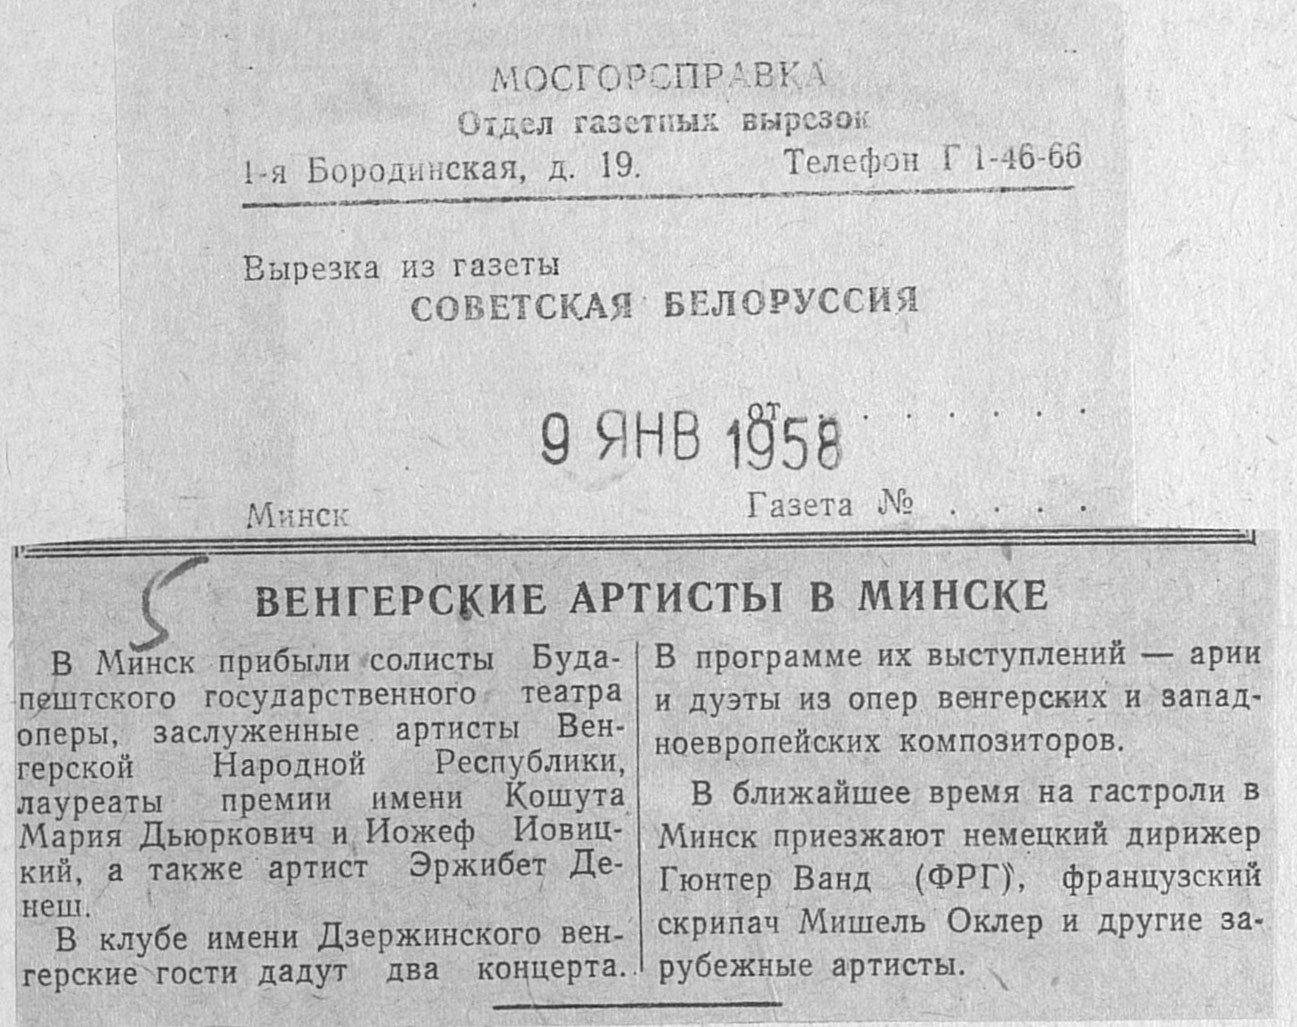 МОСГОРСПРАВКА
Отдел газетных вырезок
1-я Бородинская, д. 19. Телефон Г 1-46-66
Вырезка из газеты
СОВЕТСКАЯ БЕЛОРУССИЯ
от . . . . . . .
9 ЯНВ 1958
Минск Газета № . . . .
5
ВЕНГЕРСКИЕ АРТИСТЫ В МИНСКЕ
В Минск прибыли солисты Буда-
пештского государственного театра
оперы, заслуженные артисты Вен-
герской Народной Республики,
лауреаты премии имени Кошута
Мария Дьюркович и Иожеф Иовиц-
кий, а также артист Эржибет Де-
неш.
В клубе имени Дзержинского вен-
герские гости дадут два концерта.
В программе их выступлений — арии
и дуэты из опер венгерских и запад-
ноевропейских композиторов.
В ближайшее время на гастроли в
Минск приезжают немецкий дирижер
Гюнтер Ванд (ФРГ), французский
скрипач Мишель Оклер и другие за-
рубежные артисты.